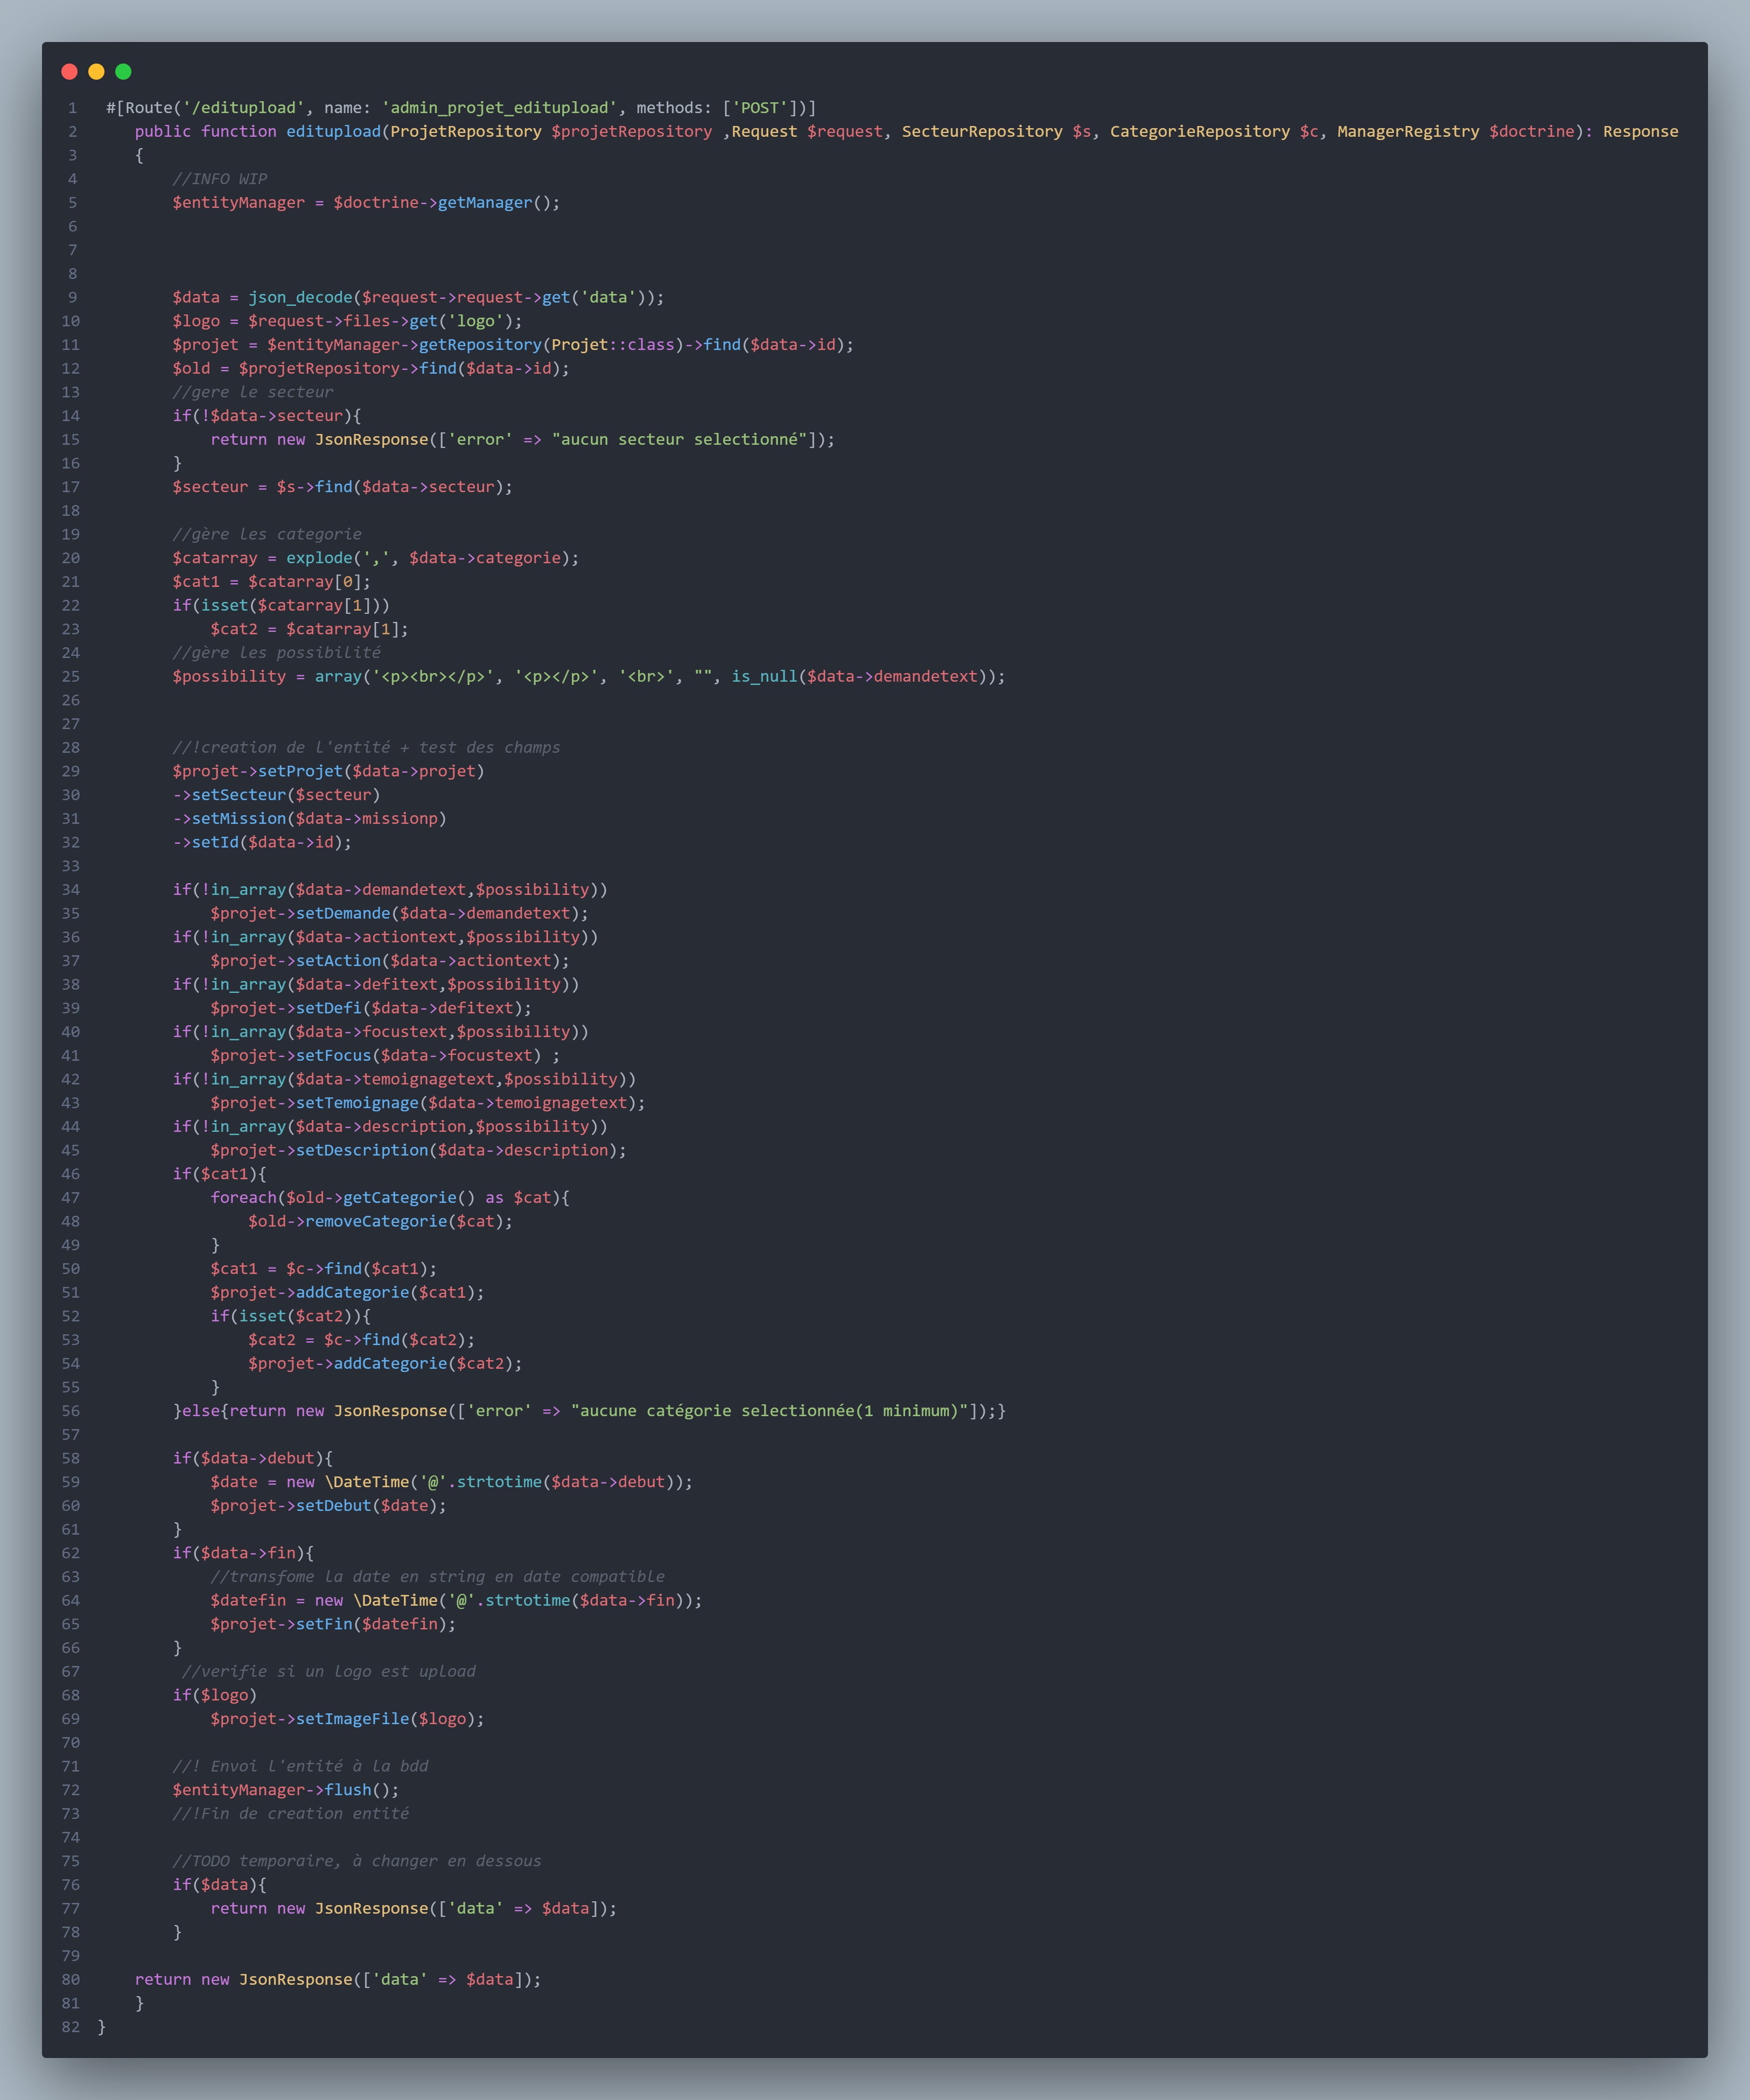 1 #[Route('/editupload', name: 'admin_projet_editupload', methods: ['POST'])]
2 public function editupload(ProjetRepository $projetRepository ,Request $request, SecteurRepository $s, CategorieRepository $c, ManagerRegistry $doctrine): Response
3 {
4 //INFO WIP
5 $entityManager = $doctrine->getManager();
6
7
8
9 $data = json_decode($request->request->get('data'));
10 $logo = $request->files->get('logo');
11 $projet = $entityManager->getRepository(Projet::class)->find($data->id);
12 $old = $projetRepository->find($data->id);
13 //gere le secteur
14 if(!$data->secteur){
15 return new JsonResponse(['error' => "aucun secteur selectionné"]);
16 }
17 $secteur = $s->find($data->secteur);
18
19 //gère les categorie
20 $catarray = explode(',', $data->categorie);
21 $cat1 = $catarray[0];
22 if(isset($catarray[1]))
23 $cat2 = $catarray[1];
24 //gère les possibilité
25 $possibility = array('<p><br></p>', '<p></p>', '<br>', "", is_null($data->demandetext));
26
27
28 //!creation de l'entité + test des champs
29 $projet->setProjet($data->projet)
30 ->setSecteur($secteur)
31 ->setMission($data->missionp)
32 ->setId($data->id);
33
34 if(!in_array($data->demandetext,$possibility))
35 $projet->setDemande($data->demandetext);
36 if(!in_array($data->actiontext,$possibility))
37 $projet->setAction($data->actiontext);
38 if(!in_array($data->defitext,$possibility))
39 $projet->setDefi($data->defitext);
40 if(!in_array($data->focustext,$possibility))
41 $projet->setFocus($data->focustext) ;
42 if(!in_array($data->temoignagetext,$possibility))
43 $projet->setTemoignage($data->temoignagetext);
44 if(!in_array($data->description,$possibility))
45 $projet->setDescription($data->description);
46 if($cat1){
47 foreach($old->getCategorie() as $cat){
48 $old->removeCategorie($cat);
49 }
50 $cat1 = $c->find($cat1);
51 $projet->addCategorie($cat1);
52 if(isset($cat2)){
53 $cat2 = $c->find($cat2);
54 $projet->addCategorie($cat2);
55 }
56 }else{return new JsonResponse(['error' => "aucune catégorie selectionnée(1 minimum)"]);}
57
58 if($data->debut){
59 $date = new \DateTime('@'.strtotime($data->debut));
60 $projet->setDebut($date);
61 }
62 if($data->fin){
63 //transfome la date en string en date compatible
64 $datefin = new \DateTime('@'.strtotime($data->fin));
65 $projet->setFin($datefin);
66 }
67 //verifie si un logo est upload
68 if($logo)
69 $projet->setImageFile($logo);
70
71 //! Envoi l'entité à la bdd
72 $entityManager->flush();
73 //!Fin de creation entité
74
75 //TODO temporaire, à changer en dessous
76 if($data){
77 return new JsonResponse(['data' => $data]);
78 }
79
80 return new JsonResponse(['data' => $data]);
81 }
82 }